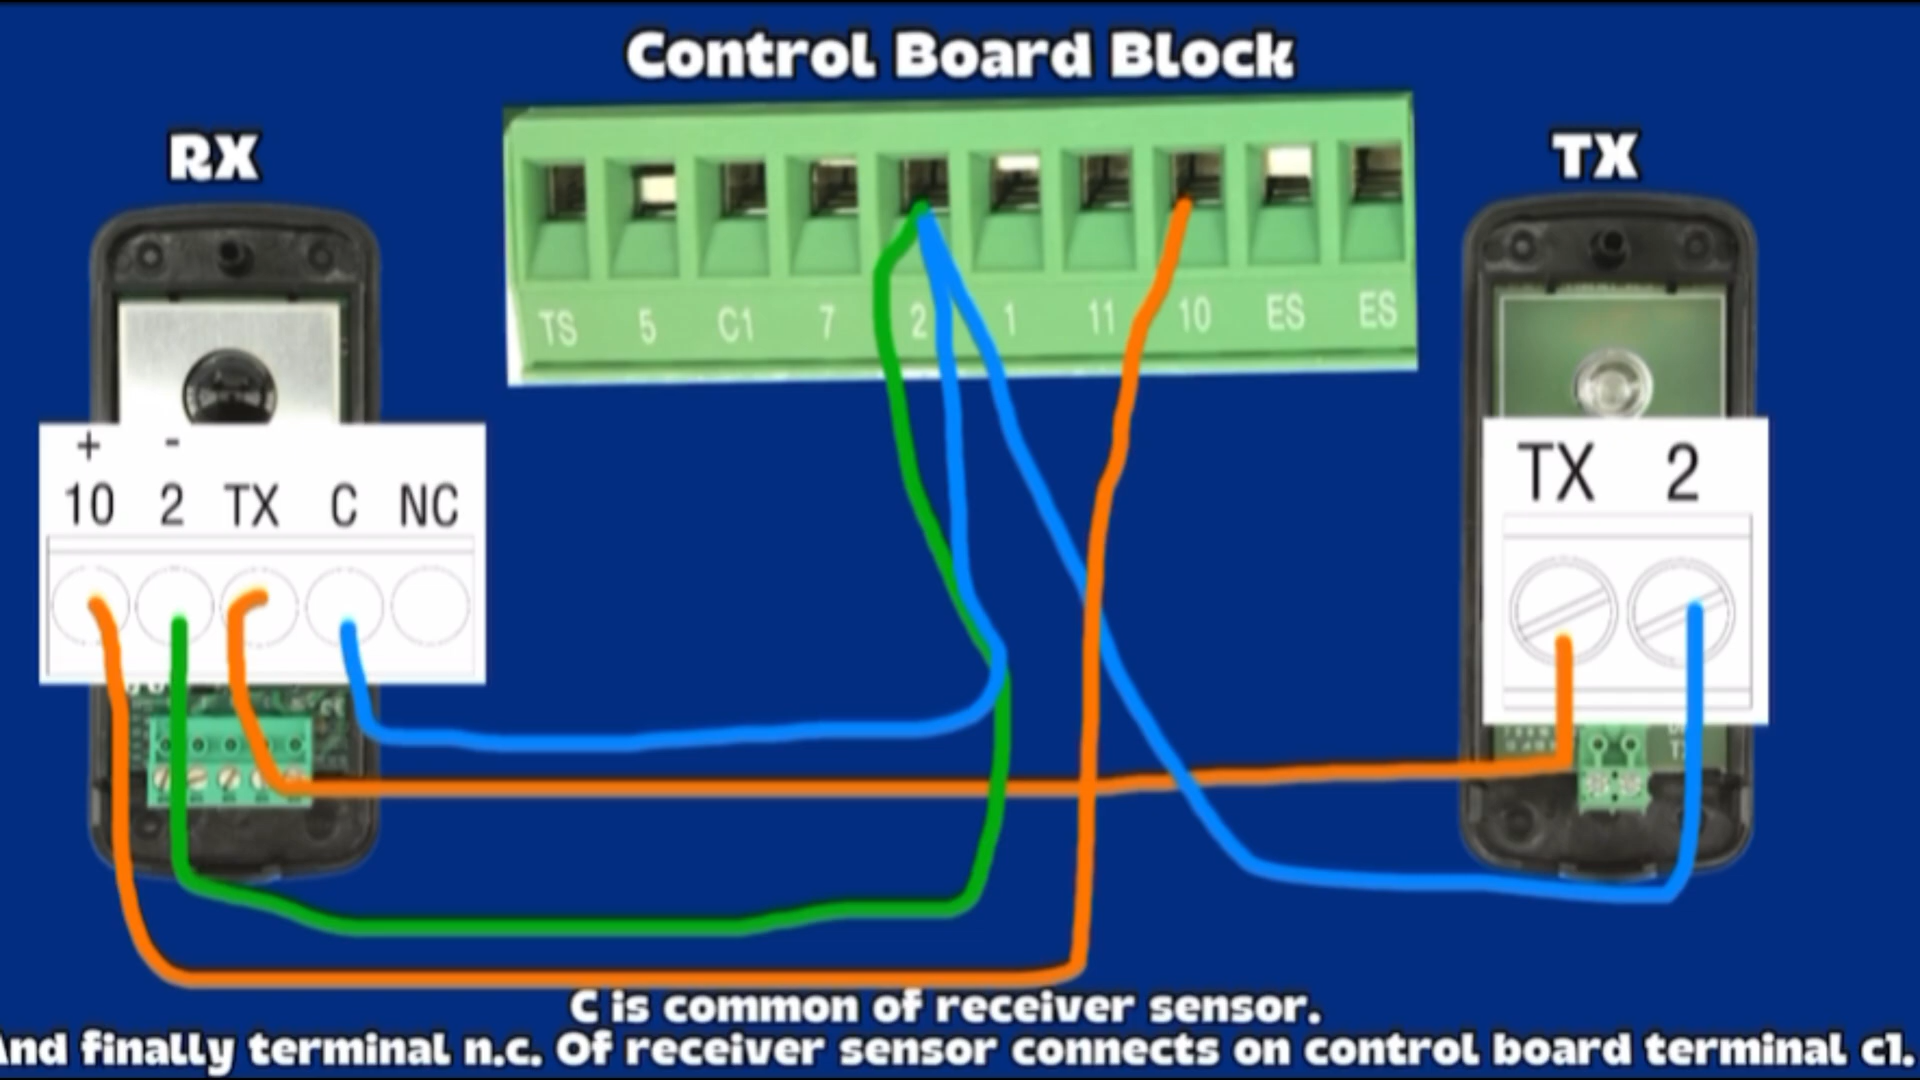 Control Board Block
RX
TX
TS 5 C1 7 2 1 11 10 ES ES
+ -
10 2 TX C NC
TX 2
C is common of receiver sensor.
And finally terminal n.c. Of receiver sensor connects on control board terminal c1.